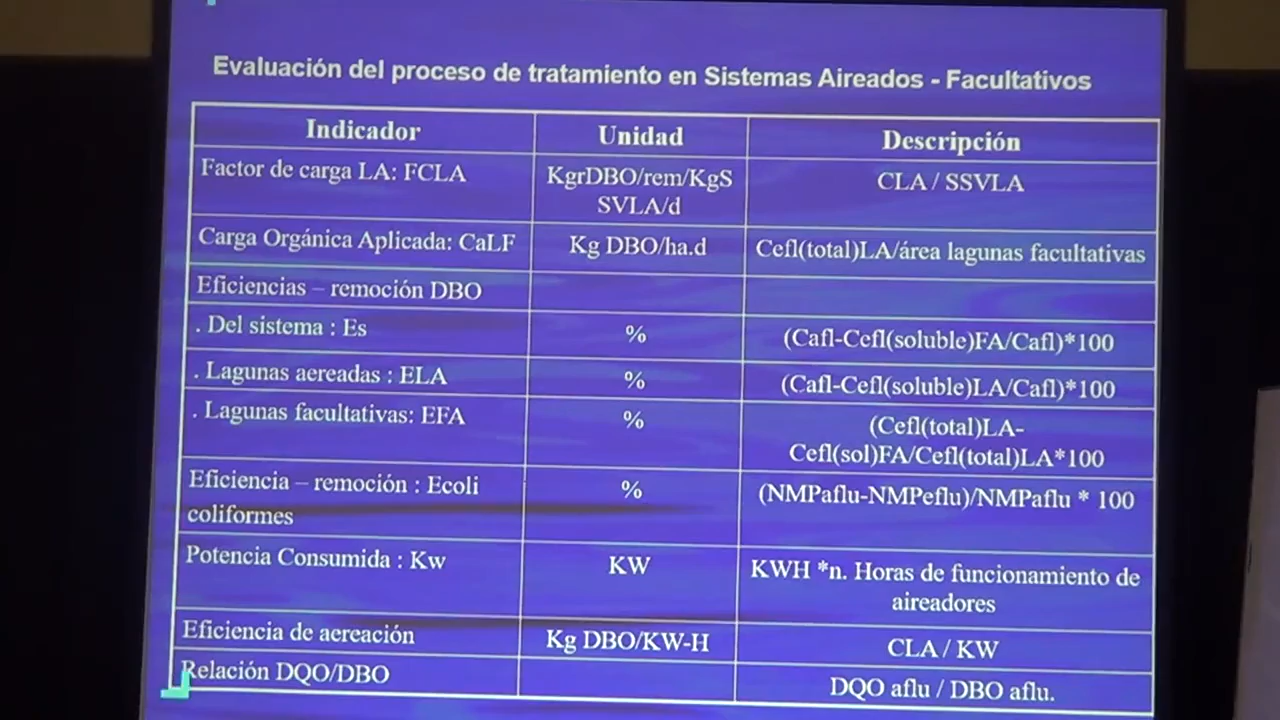 Evaluación del proceso de tratamiento en Sistemas Aireados - Facultativos
Indicador
Unidad
Descripción
Factor de carga LA: FCLA
KgrDBO/rem/KgS
SVLA/d
CLA / SSVLA
Carga Orgánica Aplicada: CaLF
Kg DBO/ha.d
Cefl(total)LA/área lagunas facultativas
Eficiencias – remoción DBO
. Del sistema : Es
%
(Cafl-Cefl(soluble)FA/Cafl)*100
. Lagunas aereadas : ELA
%
(Cafl-Cefl(soluble)LA/Cafl)*100
. Lagunas facultativas: EFA
%
(Cefl(total)LA-
Cefl(sol)FA/Cefl(total)LA*100
Eficiencia – remoción : Ecoli
coliformes
%
(NMPaflu-NMPeflu)/NMPaflu * 100
Potencia Consumida : Kw
KW
KWH *n. Horas de funcionamiento de
aireadores
Eficiencia de aereación
Kg DBO/KW-H
CLA / KW
Relación DQO/DBO
DQO aflu / DBO aflu.